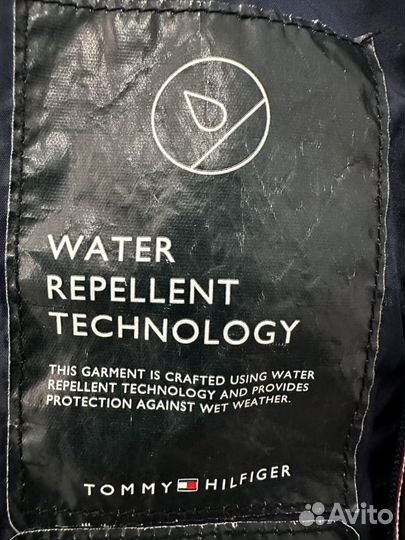 WATER
REPELLENT
TECHNOLOGY
THIS GARMENT IS CRAFTED USING WATER
REPELLENT TECHNOLOGY AND PROVIDES
PROTECTION AGAINST WET WEATHER.
TOMMY HILFIGER
Avito